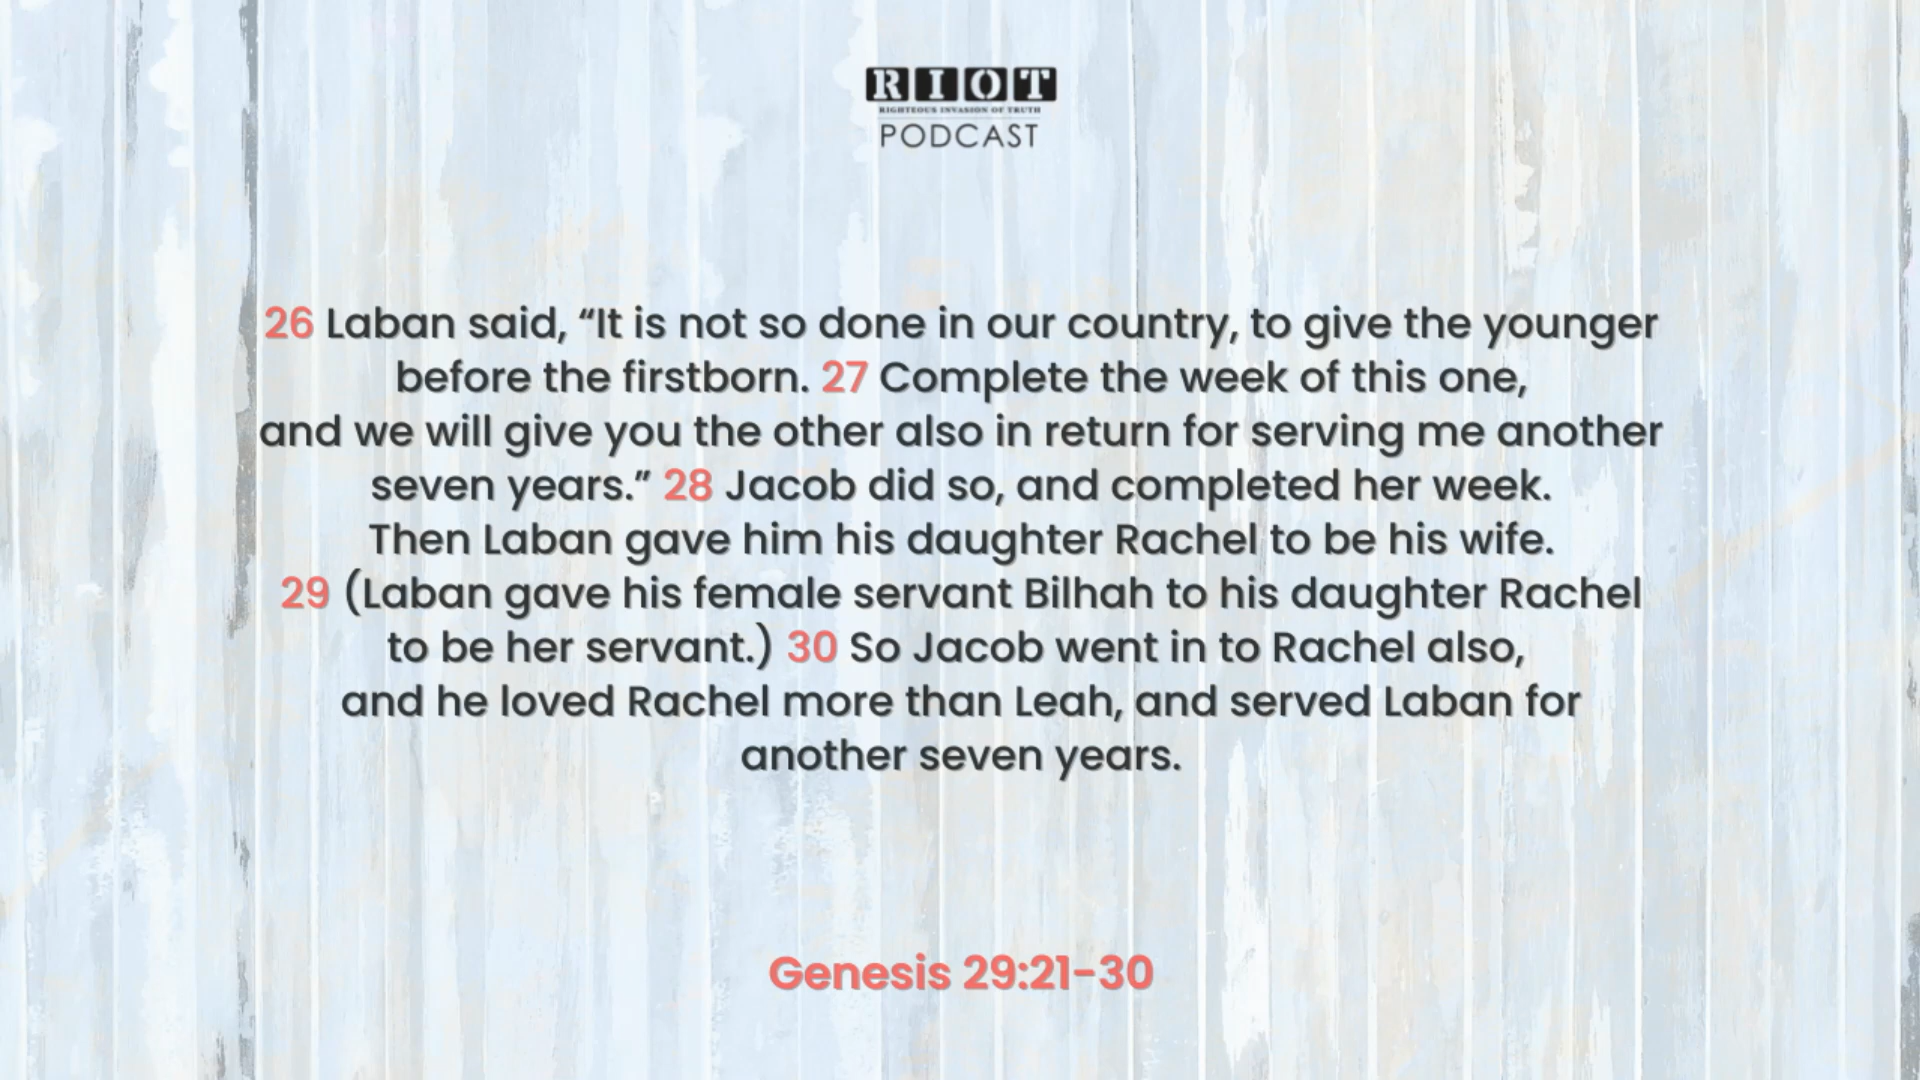 RIOT
RIGHTEOUS INVASION OF TRUTH
PODCAST
26 Laban said, “It is not so done in our country, to give the younger
before the firstborn. 27 Complete the week of this one,
and we will give you the other also in return for serving me another
seven years.” 28 Jacob did so, and completed her week.
Then Laban gave him his daughter Rachel to be his wife.
29 (Laban gave his female servant Bilhah to his daughter Rachel
to be her servant.) 30 So Jacob went in to Rachel also,
and he loved Rachel more than Leah, and served Laban for
another seven years.
Genesis 29:21-30